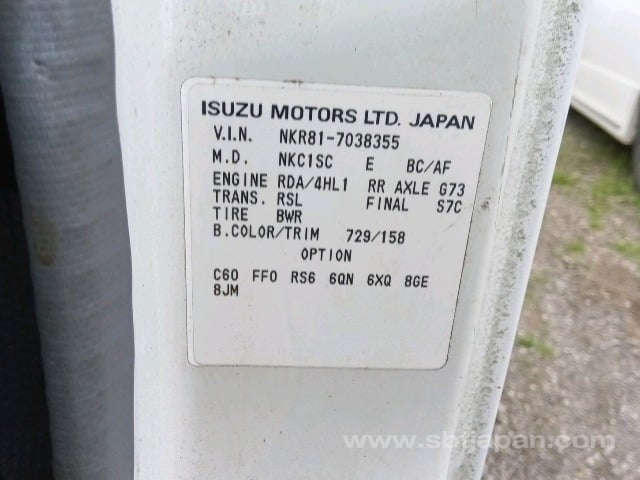 ISUZU MOTORS LTD. JAPAN
V.I.N. NKR81-7038355
M.D. NKC1SC E BC/AF
ENGINE RDA/4HL1 RR AXLE G73
TRANS. RSL FINAL S7C
TIRE BWR
B.COLOR/TRIM 729/158
OPTION
C60 FF0 RS6 6QN 6XQ 8GE
8JM
www.sbtjapan.com